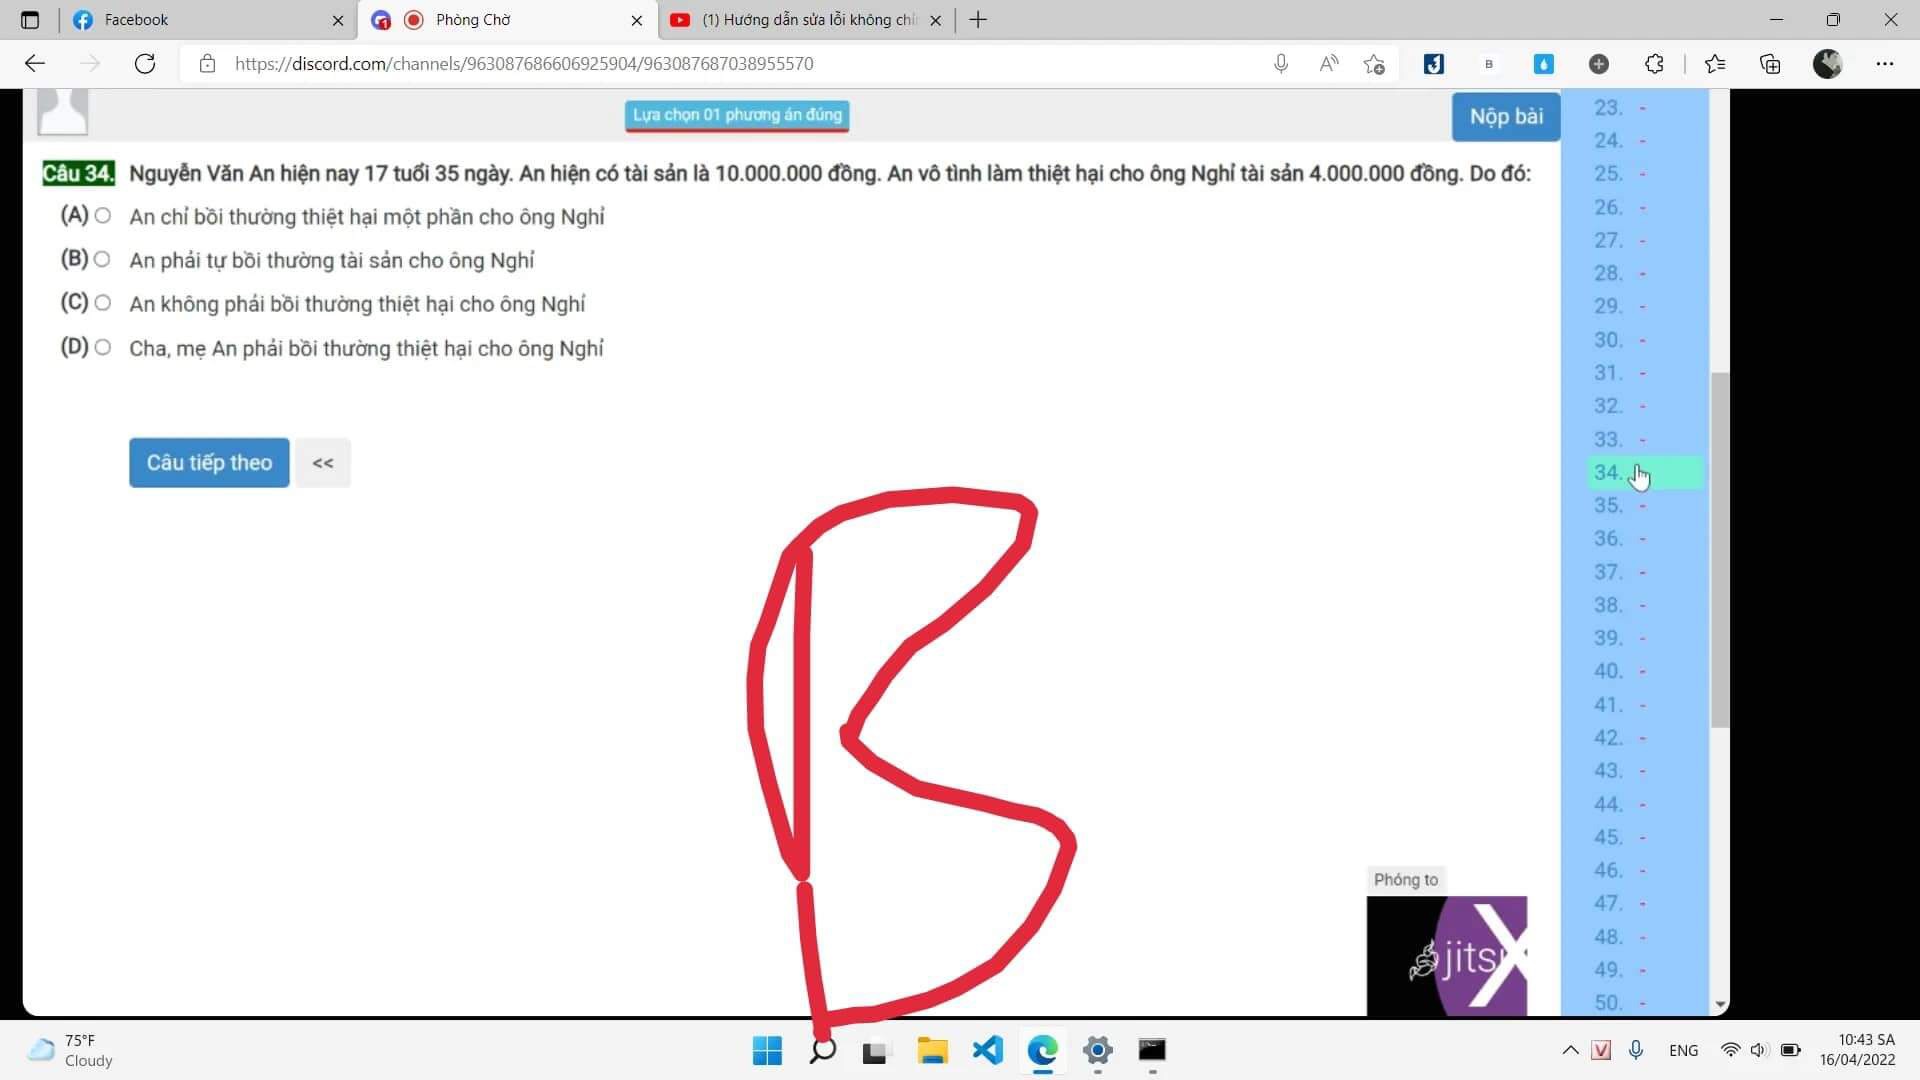 Facebook
Phòng Chờ
(1) Hướng dẫn sửa lỗi không chỉ
https://discord.com/channels/963087686606925904/963087687038955570
B
Lựa chọn 01 phương án đúng
Nộp bài
Câu 34. Nguyễn Văn An hiện nay 17 tuổi 35 ngày. An hiện có tài sản là 10.000.000 đồng. An vô tình làm thiệt hại cho ông Nghỉ tài sản 4.000.000 đồng. Do đó:
(A) An chỉ bồi thường thiệt hại một phần cho ông Nghỉ
(B) An phải tự bồi thường tài sản cho ông Nghỉ
(C) An không phải bồi thường thiệt hại cho ông Nghỉ
(D) Cha, mẹ An phải bồi thường thiệt hại cho ông Nghỉ
Câu tiếp theo <<
B
23. -
24. -
25. -
26. -
27. -
28. -
29. -
30. -
31. -
32. -
33. -
34.
35. -
36. -
37. -
38. -
39. -
40. -
41. -
42. -
43. -
44. -
45. -
46. -
47. -
48. -
49. -
50. -
Phóng to
jitsi
X
75°F
Cloudy
ENG
10:43 SA
16/04/2022